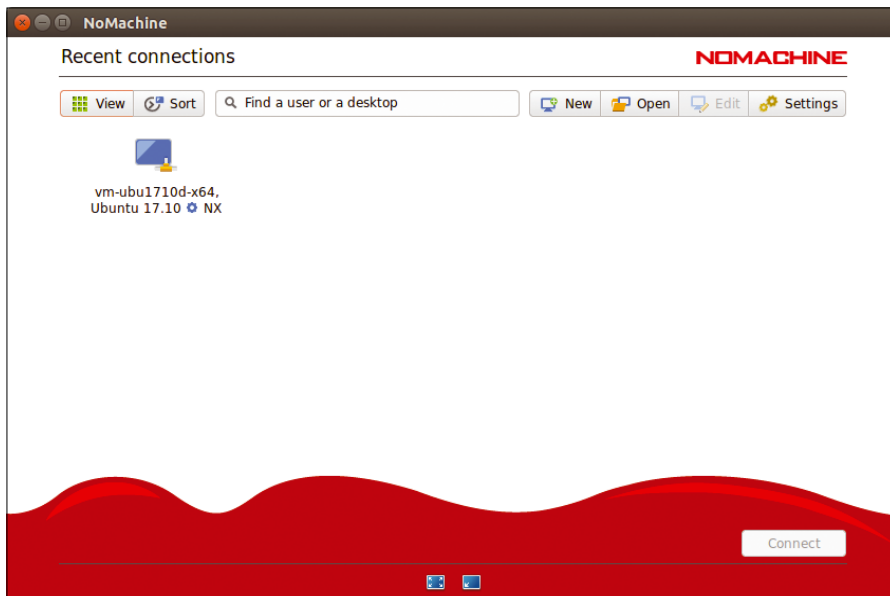 NoMachine
Recent connections
NOMACHINE
View Sort Find a user or a desktop New Open Edit Settings
vm-ubu1710d-x64,
Ubuntu 17.10 NX
Connect